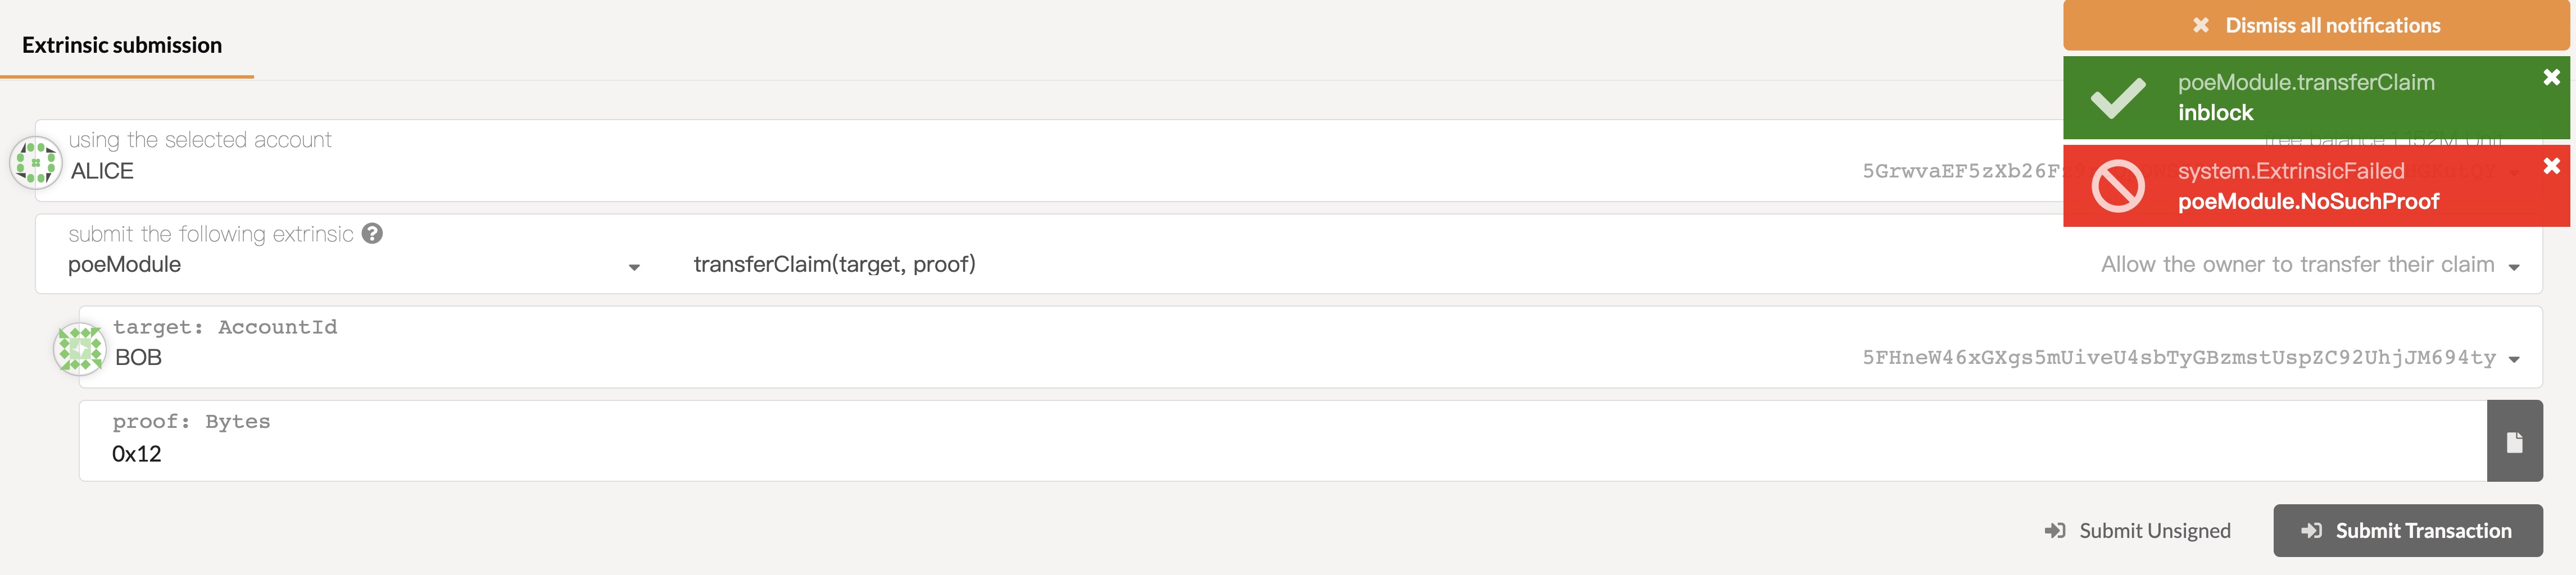 Extrinsic submission
Dismiss all notifications
poeModule.transferClaim
inblock
system.ExtrinsicFailed
poeModule.NoSuchProof
using the selected account
ALICE
5GrwvaEF5zXb26F
submit the following extrinsic
poeModule
transferClaim(target, proof)
Allow the owner to transfer their claim
target: AccountId
BOB
5FHneW46xGXgs5mUiveU4sbTyGBzmstUspZC92UhjJM694ty
proof: Bytes
0x12
Submit Unsigned
Submit Transaction